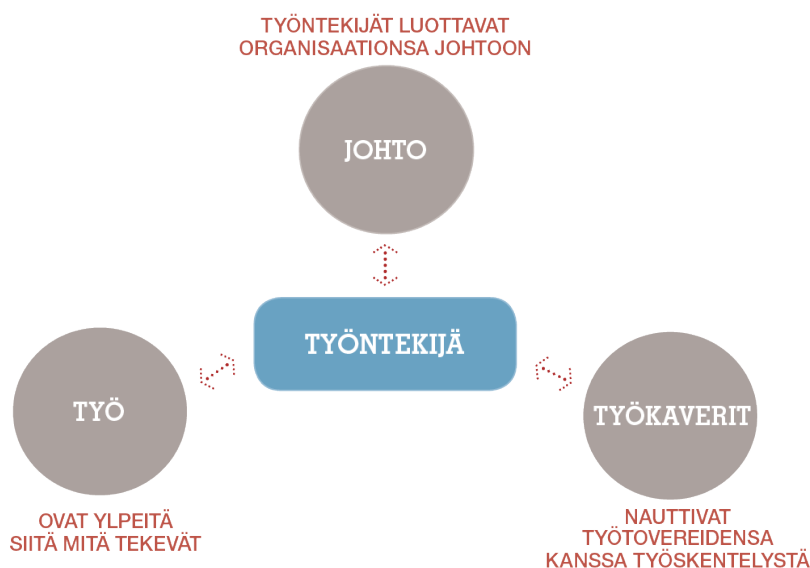 TYÖNTEKIJÄT LUOTTAVAT
ORGANISAATIONSA JOHTOON
JOHTO
TYÖNTEKIJÄ
TYÖ
TYÖKAVERIT
OVAT YLPEITÄ
SIITÄ MITÄ TEKEVÄT
NAUTTIVAT
TYÖTOVEREIDENSA
KANSSA TYÖSKENTELYSTÄ